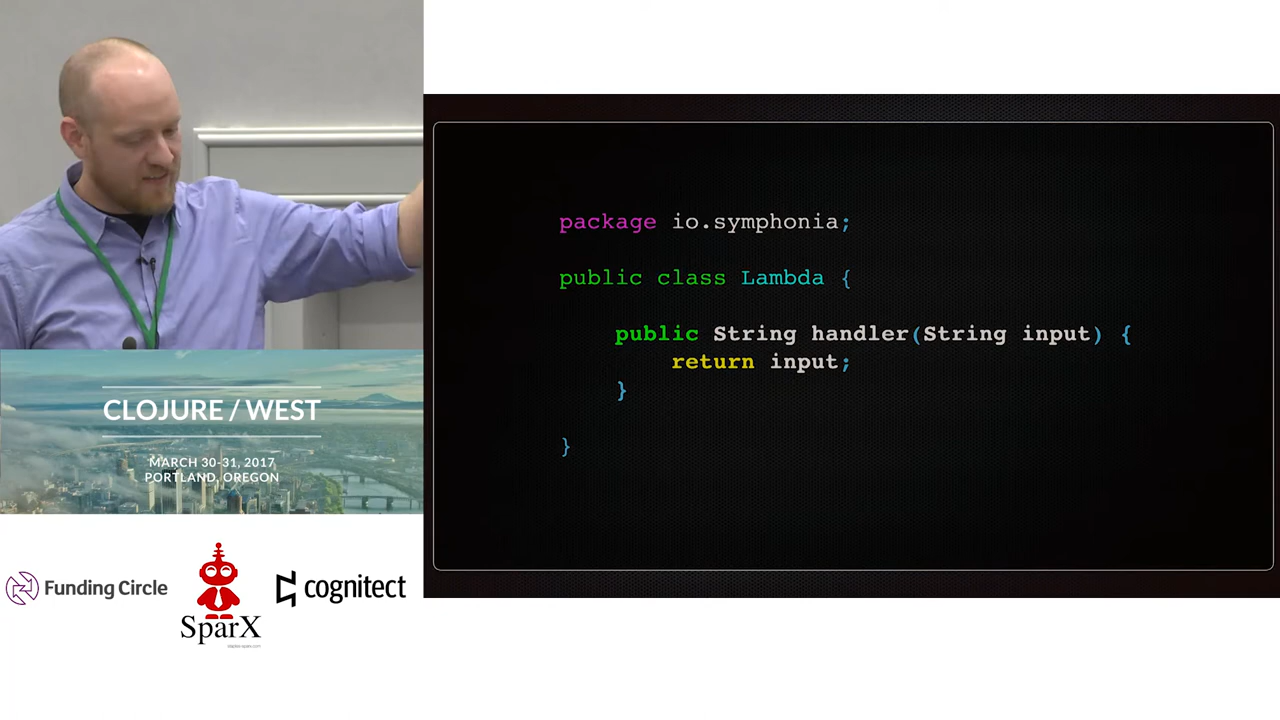 package io.symphonia;
public class Lambda {
public String handler(String input) {
return input;
}
}
CLOJURE / WEST
MARCH 30-31, 2017
PORTLAND, OREGON
Funding Circle
SparX
cognitect